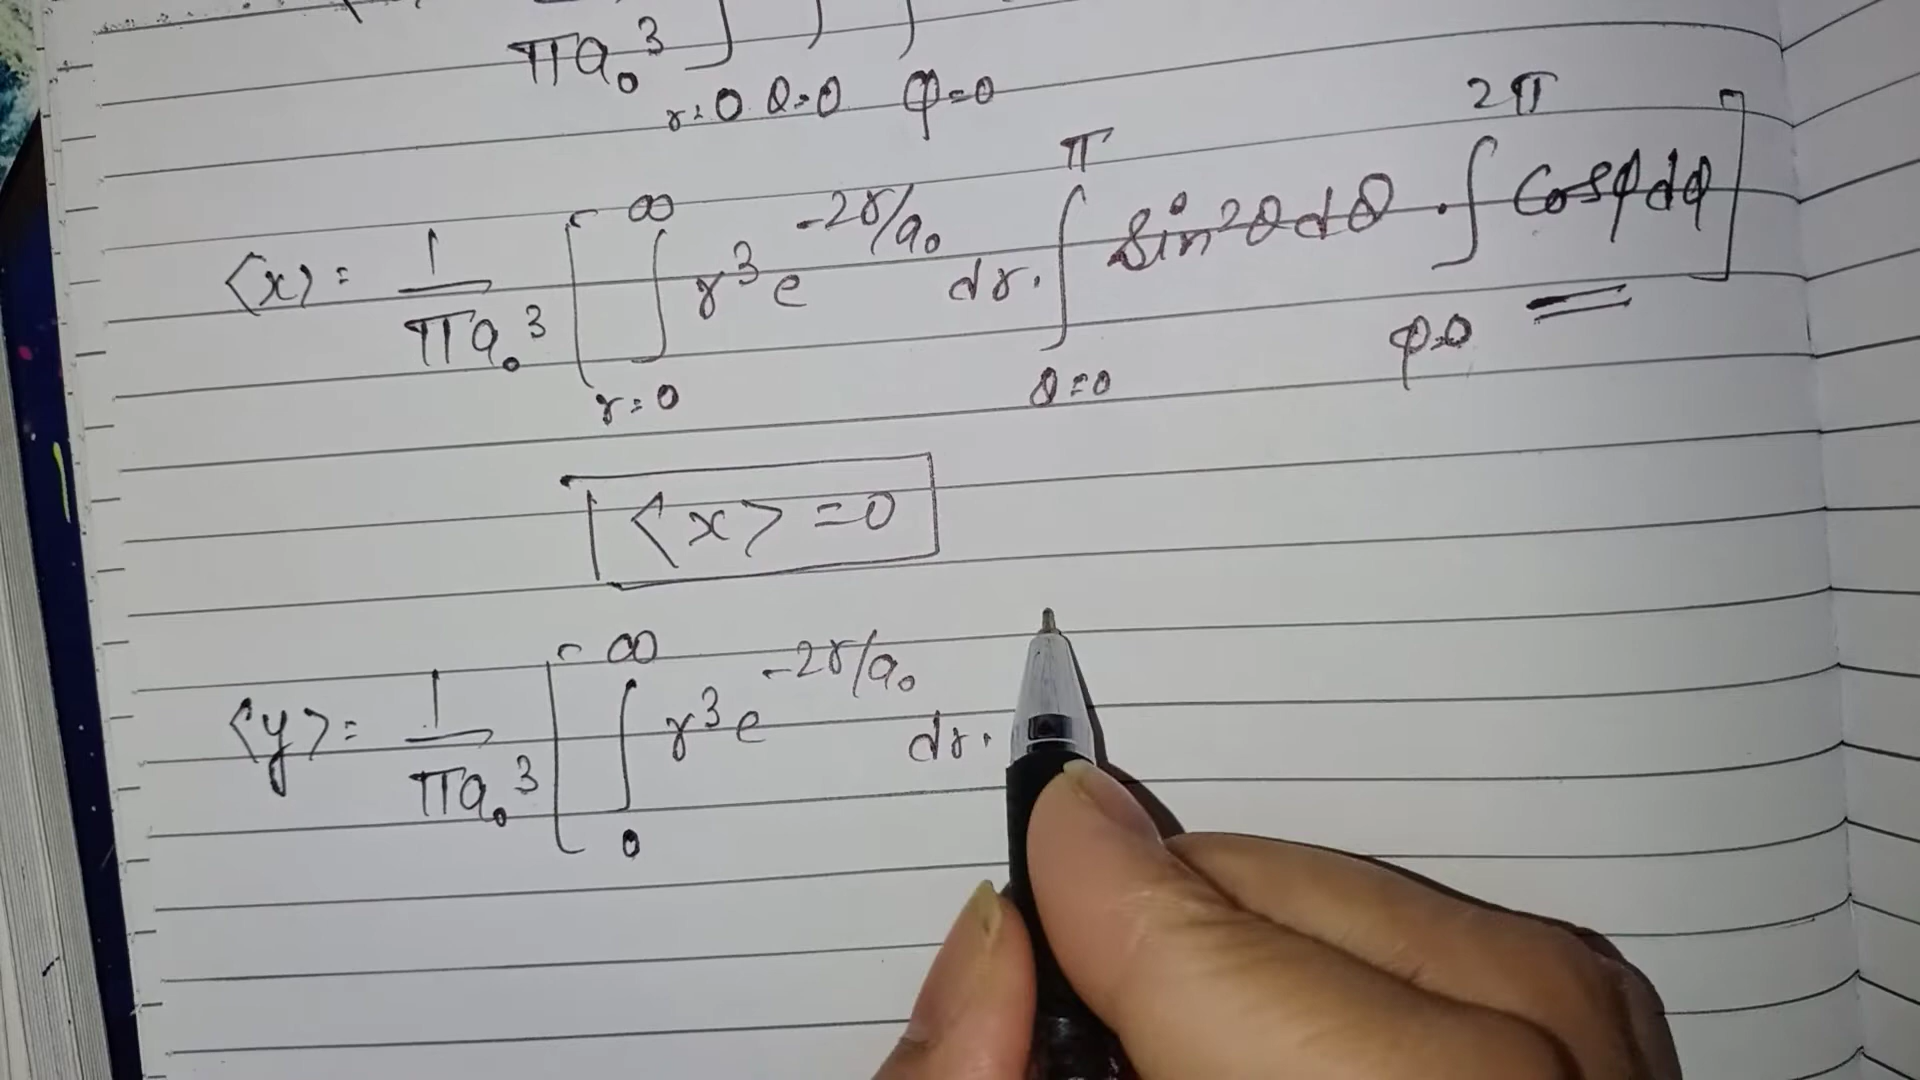 πa₀³ ∫ ∫ ∫
r=0 θ=0 φ=0
<x> = 1/πa₀³ [ ∫_{r=0}^{∞} r³ e^{-2r/a₀} dr . ∫_{θ=0}^{π} sin²θ dθ . ∫_{φ=0}^{2π} cosφ dφ ]
<x> = 0
<y> = 1/πa₀³ [ ∫_{0}^{∞} r³ e^{-2r/a₀} dr .